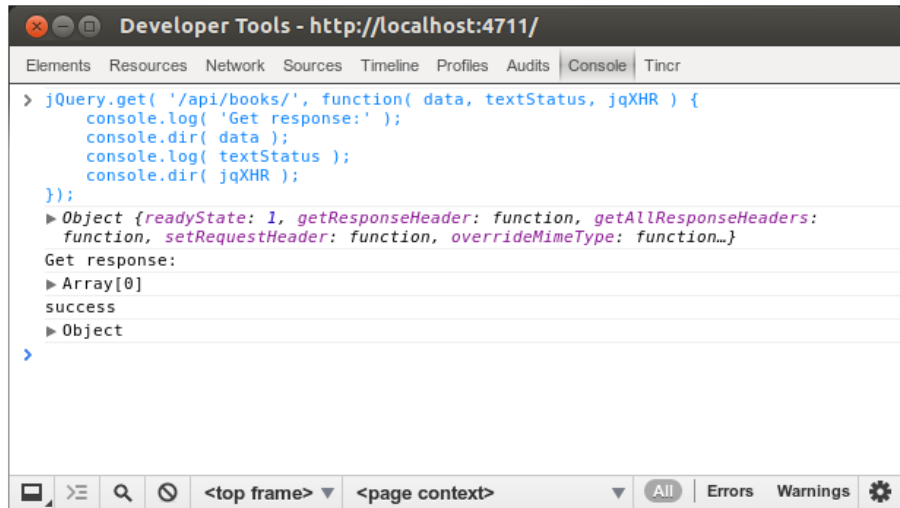 Developer Tools - http://localhost:4711/
Elements Resources Network Sources Timeline Profiles Audits Console Tincr
> jQuery.get( '/api/books/', function( data, textStatus, jqXHR ) {
console.log( 'Get response:' );
console.dir( data );
console.log( textStatus );
console.dir( jqXHR );
});
▶ Object {readyState: 1, getResponseHeader: function, getAllResponseHeaders:
function, setRequestHeader: function, overrideMimeType: function…}
Get response:
▶ Array[0]
success
▶ Object
>
<top frame> ▼ <page context> ▼ All Errors Warnings